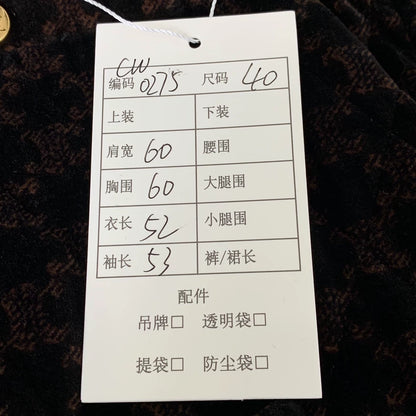 CW
编码 0275 尺码 40
上装 下装
肩宽 60 腰围
胸围 60 大腿围
衣长 52 小腿围
袖长 53 裤/裙长
配件
吊牌□ 透明袋□
提袋□ 防尘袋□